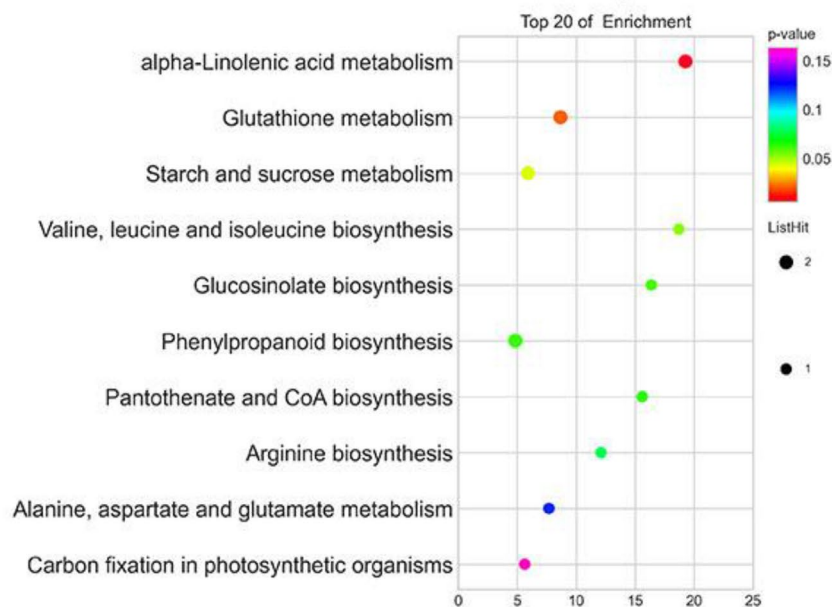 Top 20 of Enrichment
p-value
alpha-Linolenic acid metabolism
0.15
Glutathione metabolism
0.1
Starch and sucrose metabolism
0.05
Valine, leucine and isoleucine biosynthesis
ListHit
2
Glucosinolate biosynthesis
Phenylpropanoid biosynthesis
1
Pantothenate and CoA biosynthesis
Arginine biosynthesis
Alanine, aspartate and glutamate metabolism
Carbon fixation in photosynthetic organisms
0 5 10 15 20 25